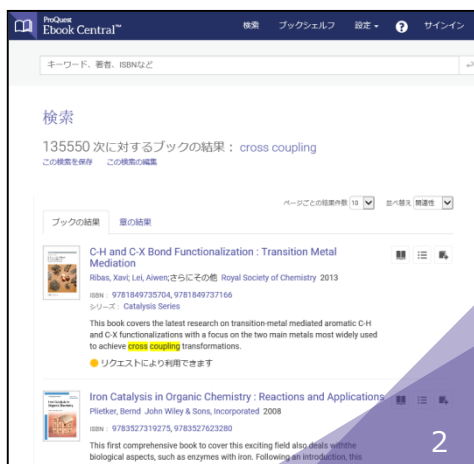 ProQuest
Ebook Central™
検索 ブックシェルフ 設定 ? サインイン
キーワード、著者、ISBNなど
検索
135550 次に対するブックの結果： cross coupling
この検索を保存 この検索の編集
ページごとの結果件数 10 並べ替え 関連性
ブックの結果 章の結果
C-H and C-X Bond Functionalization : Transition Metal
Mediation
Ribas, Xavi; Lei, Aiwen;さらにその他 Royal Society of Chemistry 2013
ISBN : 9781849735704, 9781849737166
シリーズ : Catalysis Series
This book covers the latest research on transition-metal mediated aromatic C-H
and C-X functionalizations with a focus on the two main metals most widely used
to achieve cross coupling transformations.
リクエストにより利用できます
Iron Catalysis in Organic Chemistry : Reactions and Applications
Plietker, Bernd John Wiley & Sons, Incorporated 2008
ISBN : 9783527319275, 9783527623280
This first comprehensive book to cover this exciting field also deals withthe
biological aspects, such as enzymes with iron. Following an introduction, this
2